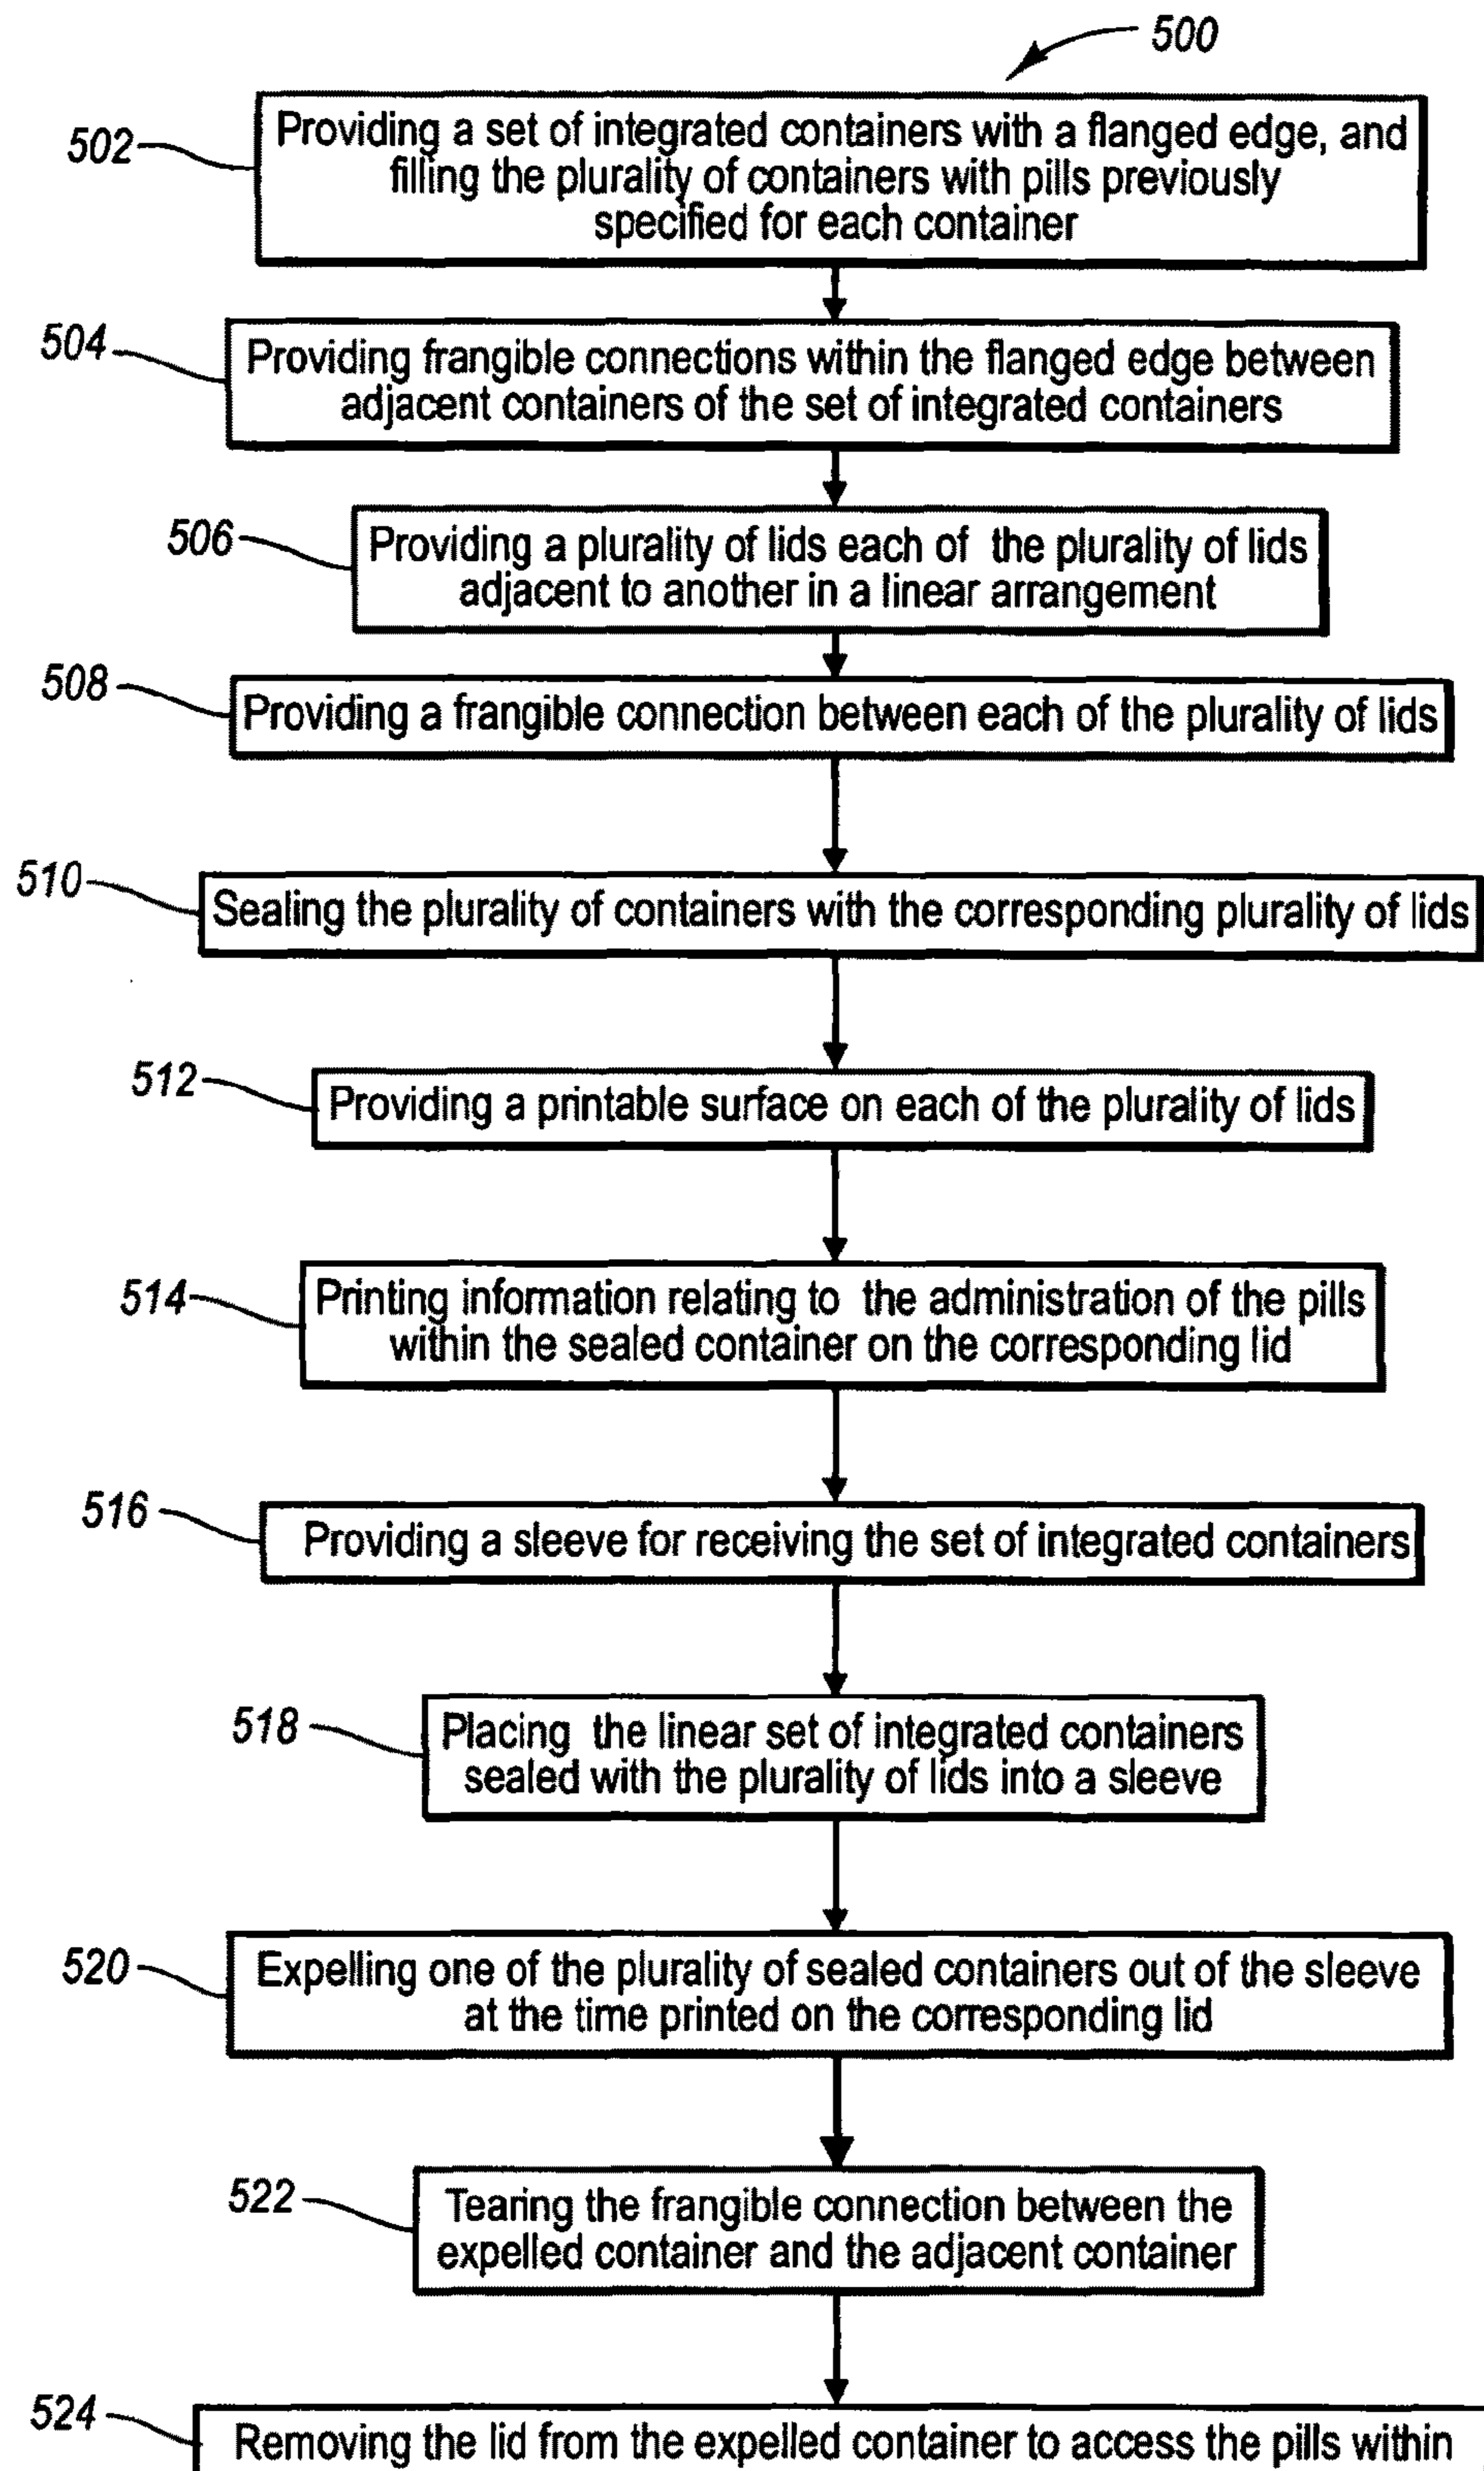 500
502
Providing a set of integrated containers with a flanged edge, and
filling the plurality of containers with pills previously
specified for each container
504
Providing frangible connections within the flanged edge between
adjacent containers of the set of integrated containers
506
Providing a plurality of lids each of the plurality of lids
adjacent to another in a linear arrangement
508
Providing a frangible connection between each of the plurality of lids
510
Sealing the plurality of containers with the corresponding plurality of lids
512
Providing a printable surface on each of the plurality of lids
514
Printing information relating to the administration of the pills
within the sealed container on the corresponding lid
516
Providing a sleeve for receiving the set of integrated containers
518
Placing the linear set of integrated containers
sealed with the plurality of lids into a sleeve
520
Expelling one of the plurality of sealed containers out of the sleeve
at the time printed on the corresponding lid
522
Tearing the frangible connection between the
expelled container and the adjacent container
524
Removing the lid from the expelled container to access the pills within